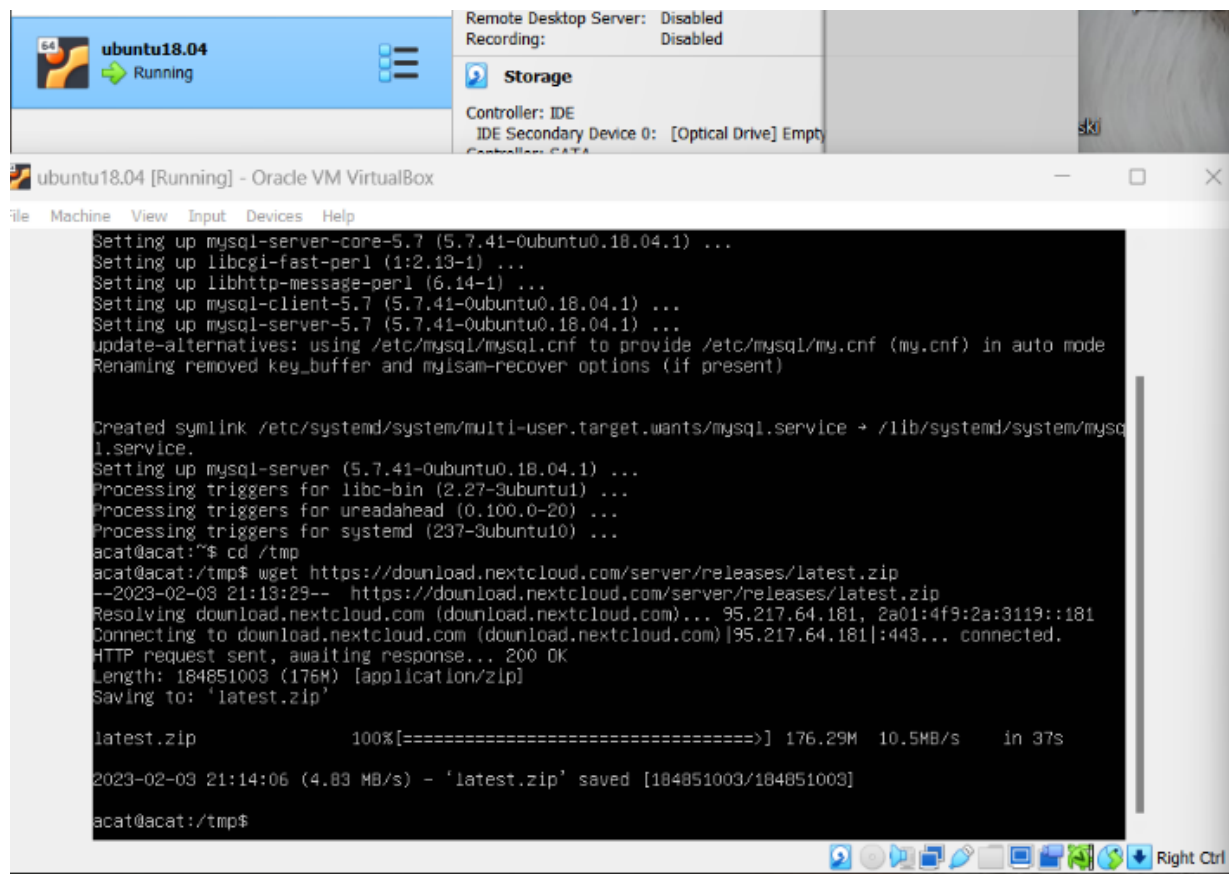 Remote Desktop Server: Disabled
Recording: Disabled
64
ubuntu18.04
Running
Storage
Controller: IDE
IDE Secondary Device 0: [Optical Drive] Empty
Controller: SATA
ski
ubuntu18.04 [Running] - Oracle VM VirtualBox
File Machine View Input Devices Help
Setting up mysql-server-core-5.7 (5.7.41-0ubuntu0.18.04.1) ...
Setting up libcgi-fast-perl (1:2.13-1) ...
Setting up libhttp-message-perl (6.14-1) ...
Setting up mysql-client-5.7 (5.7.41-0ubuntu0.18.04.1) ...
Setting up mysql-server-5.7 (5.7.41-0ubuntu0.18.04.1) ...
update-alternatives: using /etc/mysql/mysql.cnf to provide /etc/mysql/my.cnf (my.cnf) in auto mode
Renaming removed key_buffer and myisam-recover options (if present)
Created symlink /etc/systemd/system/multi-user.target.wants/mysql.service → /lib/systemd/system/mysq
l.service.
Setting up mysql-server (5.7.41-0ubuntu0.18.04.1) ...
Processing triggers for libc-bin (2.27-3ubuntu1) ...
Processing triggers for ureadahead (0.100.0-20) ...
Processing triggers for systemd (237-3ubuntu10) ...
acat@acat:~$ cd /tmp
acat@acat:/tmp$ wget https://download.nextcloud.com/server/releases/latest.zip
--2023-02-03 21:13:29-- https://download.nextcloud.com/server/releases/latest.zip
Resolving download.nextcloud.com (download.nextcloud.com)... 95.217.64.181, 2a01:4f9:2a:3119::181
Connecting to download.nextcloud.com (download.nextcloud.com)|95.217.64.181|:443... connected.
HTTP request sent, awaiting response... 200 OK
Length: 184851003 (176M) [application/zip]
Saving to: ‘latest.zip’
latest.zip 100%[==================================>] 176.29M 10.5MB/s in 37s
2023-02-03 21:14:06 (4.83 MB/s) - ‘latest.zip’ saved [184851003/184851003]
acat@acat:/tmp$
Right Ctrl